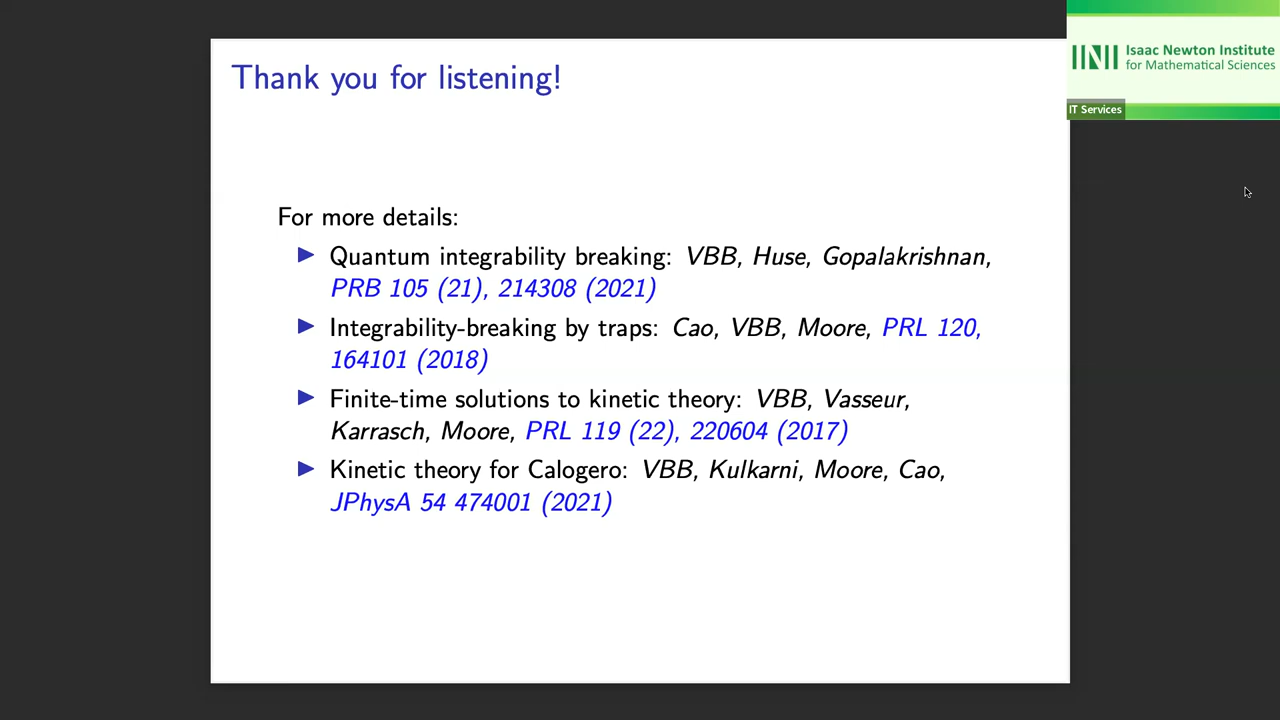 Thank you for listening!
Isaac Newton Institute
for Mathematical Sciences
IT Services
For more details:
▶ Quantum integrability breaking: VBB, Huse, Gopalakrishnan,
PRB 105 (21), 214308 (2021)
▶ Integrability-breaking by traps: Cao, VBB, Moore, PRL 120,
164101 (2018)
▶ Finite-time solutions to kinetic theory: VBB, Vasseur,
Karrasch, Moore, PRL 119 (22), 220604 (2017)
▶ Kinetic theory for Calogero: VBB, Kulkarni, Moore, Cao,
JPhysA 54 474001 (2021)